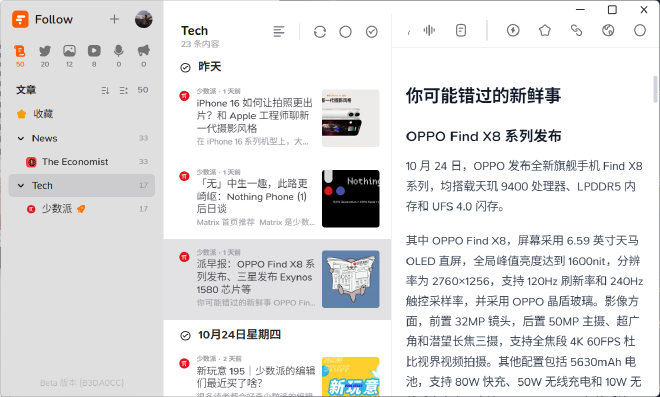 Follow
50
20
12
8
0
0
文章
50
收藏
News
33
The Economist
33
Tech
17
少数派
17
Beta 版本 (B3DA0CC)
Tech
23 条内容
昨天
少数派 · 1 天前
iPhone 16 如何让拍照更出
片？和 Apple 工程师聊新
一代摄影风格
在 iPhone 16 系列机型上，大...
少数派 · 1 天前
「无」中生一趣，此路更
崎岖：Nothing Phone (1)
后日谈
Matrix 首页推荐 Matrix 是少数...
Nothing
少数派 · 1 天前
派早报：OPPO Find X8 系
列发布、三星发布 Exynos
1580 芯片等
你可能错过的新鲜事 OPPO Fin...
10月24日星期四
少数派 · 2 天前
新玩意 195｜少数派的编辑
们最近买了啥？
新玩意
你可能错过的新鲜事
OPPO Find X8 系列发布
10 月 24 日，OPPO 发布全新旗舰手机 Find X8
系列，均搭载天玑 9400 处理器、LPDDR5 内
存和 UFS 4.0 闪存。
其中 OPPO Find X8，屏幕采用 6.59 英寸天马
OLED 直屏，全局峰值亮度达到 1600nit，分辨
率为 2760×1256，支持 120Hz 刷新率和 240Hz
触控采样率，并采用 OPPO 晶盾玻璃。影像方
面，前置 32MP 镜头，后置 50MP 主摄、超广
角和潜望长焦三摄，支持全焦段 4K 60FPS 杜
比视界视频拍摄。其他配置包括 5630mAh 电
池，支持 80W 快充、50W 无线充电和 10W 无